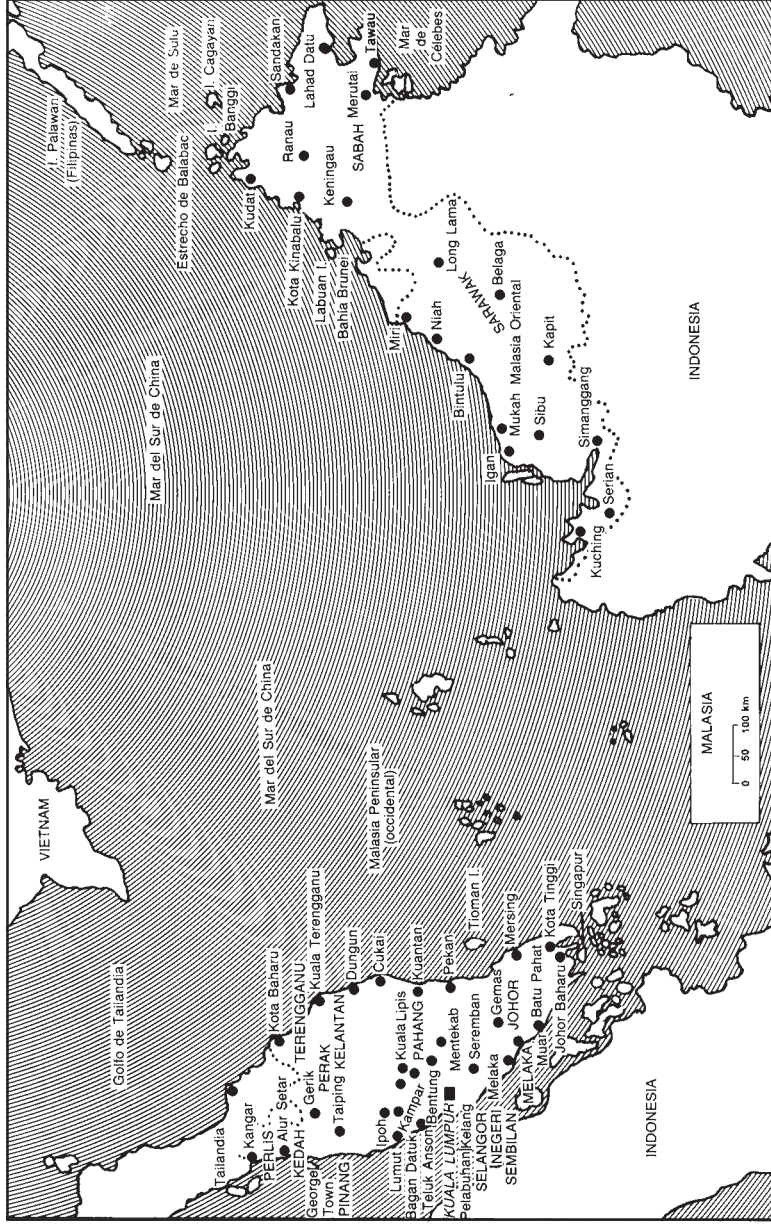 Golfo de Tailandia
VIETNAM
Mar del Sur de China
Mar del Sur de China
I. Palawan
(Filipinas)
Estrecho de Balabac
Mar de Sulu
I. Cagayan
I.
Banggi
Kudat
Sandakan
Ranau
Lahad Datu
Kota Kinabalu
Keningau
SABAH
Merutai
Tawau
Mar
de
Celebes
Labuan I.
Bahia Brunei
Miri
Niah
Long Lama
Bintulu
Belaga
SARAWAK
Mukah
Malasia Oriental
Igan
Sibu
Kapit
Simanggang
Serian
Kuching
INDONESIA
Tailandia
Kangar
PERLIS
Alur Setar
KEDAH
George
Town
PINANG
Kota Baharu
TERENGGANU
Kuala Terengganu
Gerik
PERAK
Taiping
KELANTAN
Dungun
Cukai
Ipoh
Lumut
Kampar
Kuala Lipis
Bagan Datuk
PAHANG
Kuantan
Teluk Ansom
Bentung
Mentekab
Pekan
KUALA LUMPUR
Pelabuhan Kelang
Seremban
SELANGOR
NEGERI
SEMBILAN
Melaka
Gemas
MELAKA
JOHOR
Muar
Batu Pahat
Mersing
Tioman I.
Johor Baharu
Kota Tinggi
Singapur
Malaasia Peninsular
(occidental)
INDONESIA
MALASIA
0 50 100 km